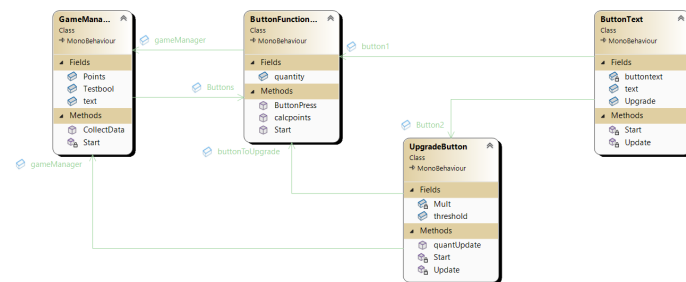 GameMana...
Class
MonoBehaviour
Fields
Points
Testbool
text
Methods
CollectData
Start
gameManager
Buttons
gameManager
ButtonFunction...
Class
MonoBehaviour
Fields
quantity
Methods
ButtonPress
calcpoints
Start
button1
Button2
buttonToUpgrade
UpgradeButton
Class
MonoBehaviour
Fields
Mult
threshold
Methods
quantUpdate
Start
Update
ButtonText
Class
MonoBehaviour
Fields
buttontext
text
Upgrade
Methods
Start
Update